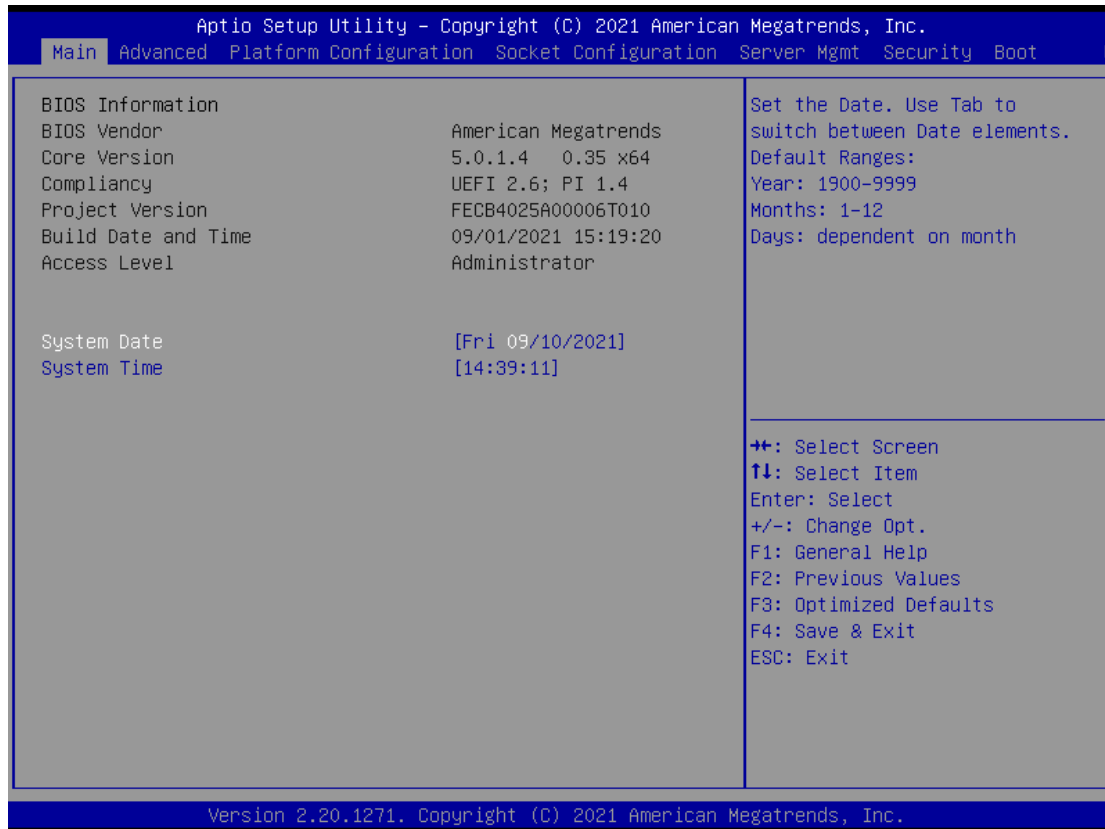 Aptio Setup Utility – Copyright (C) 2021 American Megatrends, Inc.
Main Advanced Platform Configuration Socket Configuration Server Mgmt Security Boot
BIOS Information
BIOS Vendor American Megatrends
Core Version 5.0.1.4 0.35 x64
Compliancy UEFI 2.6; PI 1.4
Project Version FECB4025A00006T010
Build Date and Time 09/01/2021 15:19:20
Access Level Administrator
System Date [Fri 09/10/2021]
System Time [14:39:11]
Set the Date. Use Tab to
switch between Date elements.
Default Ranges:
Year: 1900-9999
Months: 1-12
Days: dependent on month
→←: Select Screen
↑↓: Select Item
Enter: Select
+/-: Change Opt.
F1: General Help
F2: Previous Values
F3: Optimized Defaults
F4: Save & Exit
ESC: Exit
Version 2.20.1271. Copyright (C) 2021 American Megatrends, Inc.